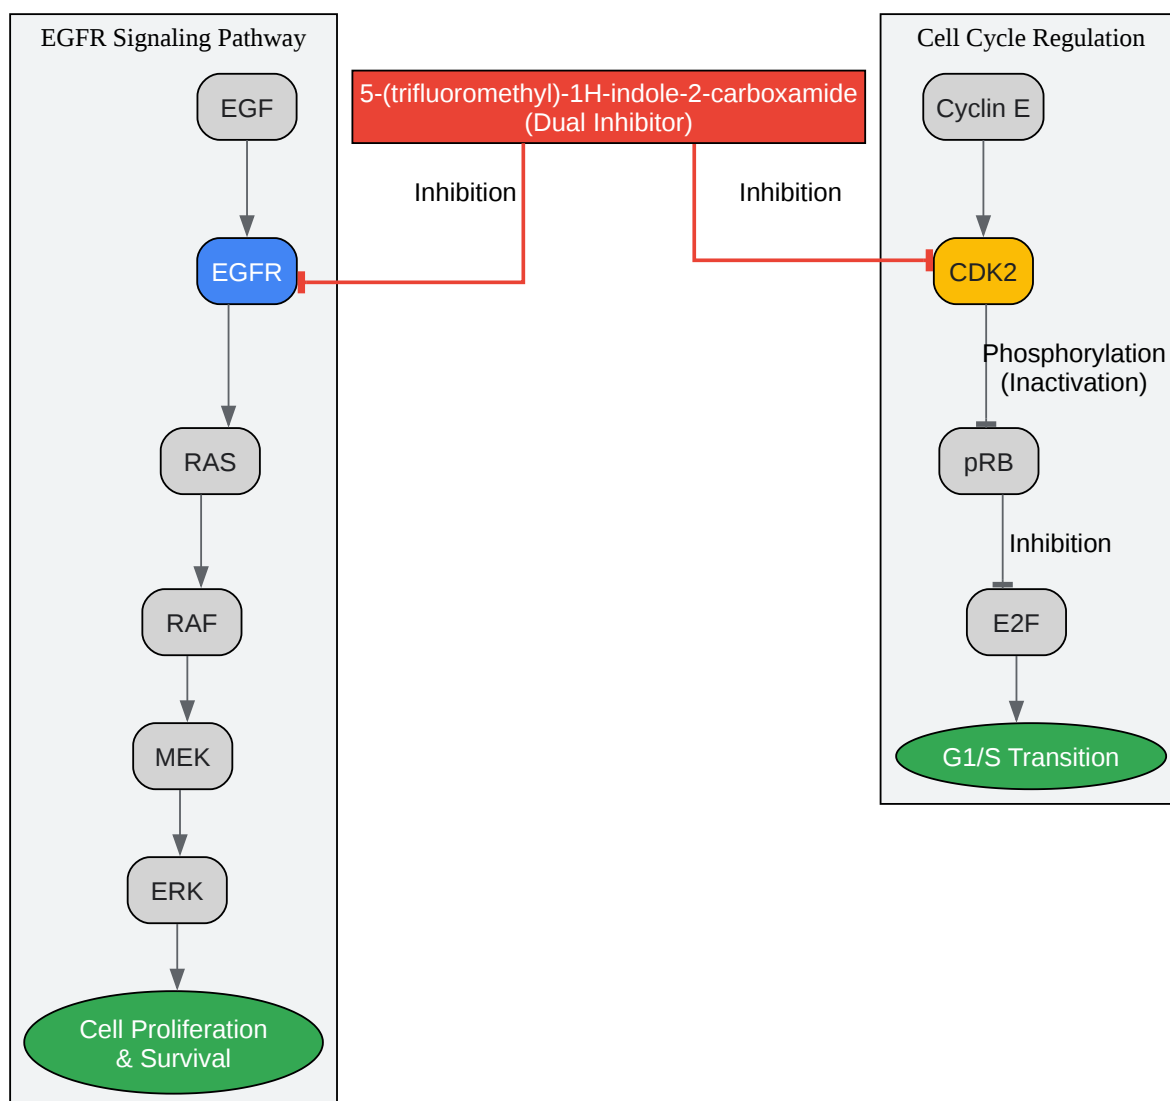 EGFR Signaling Pathway
EGF
EGFR
RAS
RAF
MEK
ERK
Cell Proliferation
& Survival
5-(trifluoromethyl)-1H-indole-2-carboxamide
(Dual Inhibitor)
Inhibition
Inhibition
Cell Cycle Regulation
Cyclin E
CDK2
Phosphorylation
(Inactivation)
pRB
Inhibition
E2F
G1/S Transition